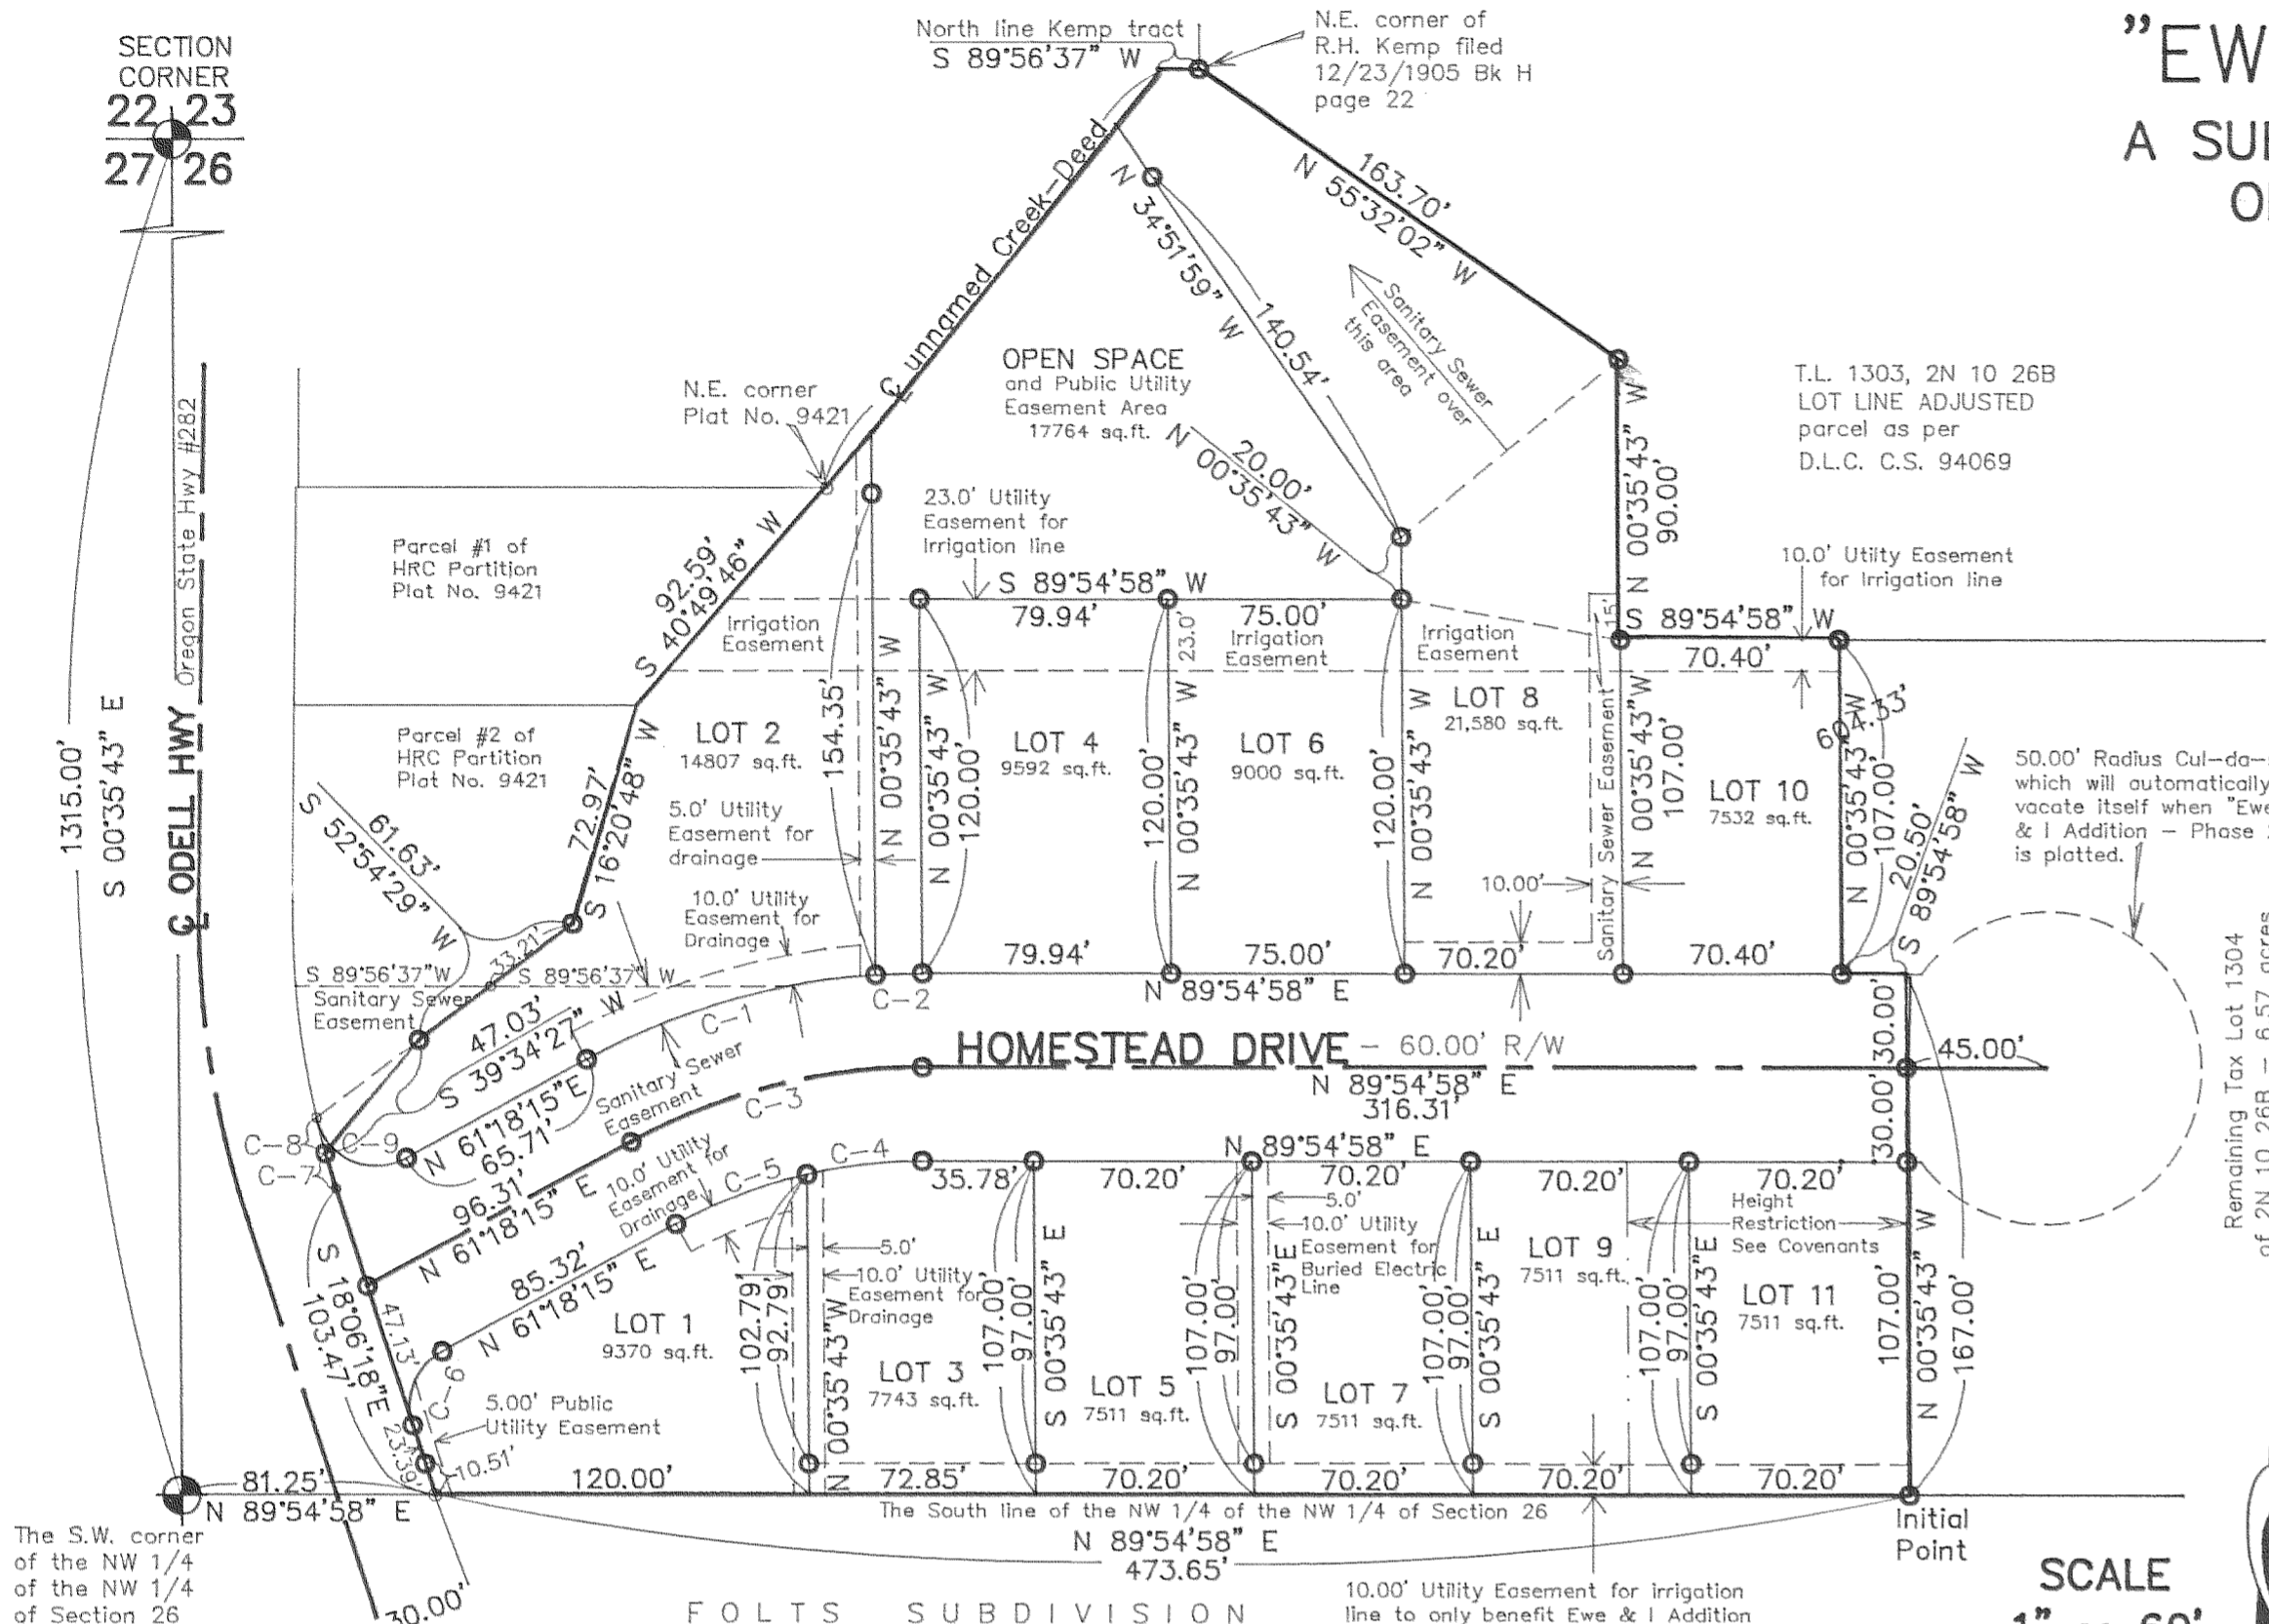 SECTION
CORNER
22 23
27 26
North line Kemp tract
S 89°56'37" W
N.E. corner of
R.H. Kemp filed
12/23/1905 Bk H
page 22
"EW
A SUB
O
℄ unnamed Creek-Deed
N 34°51'59" W
140.54'
163.70'
N 55°32'02" W
Sanitary Sewer
Easement over
this area
OPEN SPACE
and Public Utility
Easement Area
17764 sq.ft.
N.E. corner
Plat No. 9421
T.L. 1303, 2N 10 26B
LOT LINE ADJUSTED
parcel as per
D.L.C. C.S. 94069
20.00'
N 00°35'43" W
N 00°35'43" W
90.00'
Oregon State Hwy #282
℄ ODELL HWY
1315.00'
S 00°35'43" E
Parcel #1 of
HRC Partition
Plat No. 9421
92.59'
S 40°49'46" W
23.0' Utility
Easement for
Irrigation line
S 89°54'58" W
79.94'
75.00'
10.0' Utilty Easement
for Irrigation line
15'
S 89°54'58" W
70.40'
Irrigation
Easement
23.0'
Irrigation
Easement
Irrigation
Easement
Parcel #2 of
HRC Partition
Plat No. 9421
LOT 2
14807 sq.ft.
154.35'
N 00°35'43" W
N 00°35'43" W
120.00'
LOT 4
9592 sq.ft.
120.00'
N 00°35'43" W
LOT 6
9000 sq.ft.
120.00'
N 00°35'43" W
LOT 8
21,580 sq.ft.
Sanitary Sewer Easement
N 00°35'43" W
107.00'
LOT 10
7532 sq.ft.
N 00°35'43" W
107.00'
604.33'
20.50'
S 89°54'58" W
50.00' Radius Cul-da-
which will automatically
vacate itself when "Ewe
& I Addition - Phase
is platted.
72.97'
S 16°20'48" W
61.63'
S 52°54'29" W
5.0' Utility
Easement for
drainage
10.0' Utility
Easement for
Drainage
10.00'
33.21'
S 89°56'37"W
S 89°56'37" W
Sanitary Sewer
Easement
79.94'
75.00'
70.20'
70.40'
C-2
N 89°54'58" E
47.03'
S 39°34'27" W
C-1
HOMESTEAD DRIVE - 60.00' R/W
N 89°54'58" E
316.31'
30.00'
45.00'
30.00'
Remaining Tax Lot 1304
of 2N 10 26B - 6.57 acres
Sanitary Sewer
Easement
C-3
C-8
C-9
C-7
N 61°18'15"E
65.71'
96.31'
N 61°18'15" E
10.0' Utility
Easement for
Drainage
C-5
C-4
N 89°54'58" E
35.78'
70.20'
70.20'
70.20'
70.20'
85.32'
N 61°18'15" E
5.0'
10.0' Utility
Easement for
Drainage
5.0'
10.0' Utility
Easement for
Buried Electric
Line
Height
Restriction
See Covenants
S 18°06'18"E
103.47'
47.13'
23.39'
C-6
10.51'
5.00' Public
Utility Easement
LOT 1
9370 sq.ft.
102.79'
92.79'
N 00°35'43"W
LOT 3
7743 sq.ft.
107.00'
97.00'
S 00°35'43" E
LOT 5
7511 sq.ft.
107.00'
97.00'
S 00°35'43"E
LOT 7
7511 sq.ft.
107.00'
97.00'
S 00°35'43" E
LOT 9
7511 sq.ft.
107.00'
97.00'
S 00°35'43"E
LOT 11
7511 sq.ft.
107.00'
N 00°35'43" W
167.00'
81.25'
N 89°54'58" E
120.00'
72.85'
70.20'
70.20'
70.20'
70.20'
The South line of the NW 1/4 of the NW 1/4 of Section 26
N 89°54'58" E
473.65'
Initial
Point
The S.W. corner
of the NW 1/4
of the NW 1/4
of Section 26
30.00'
FOLTS SUBDIVISION
10.00' Utility Easement for irrigation
line to only benefit Ewe & I Addition
SCALE
1" = 60'